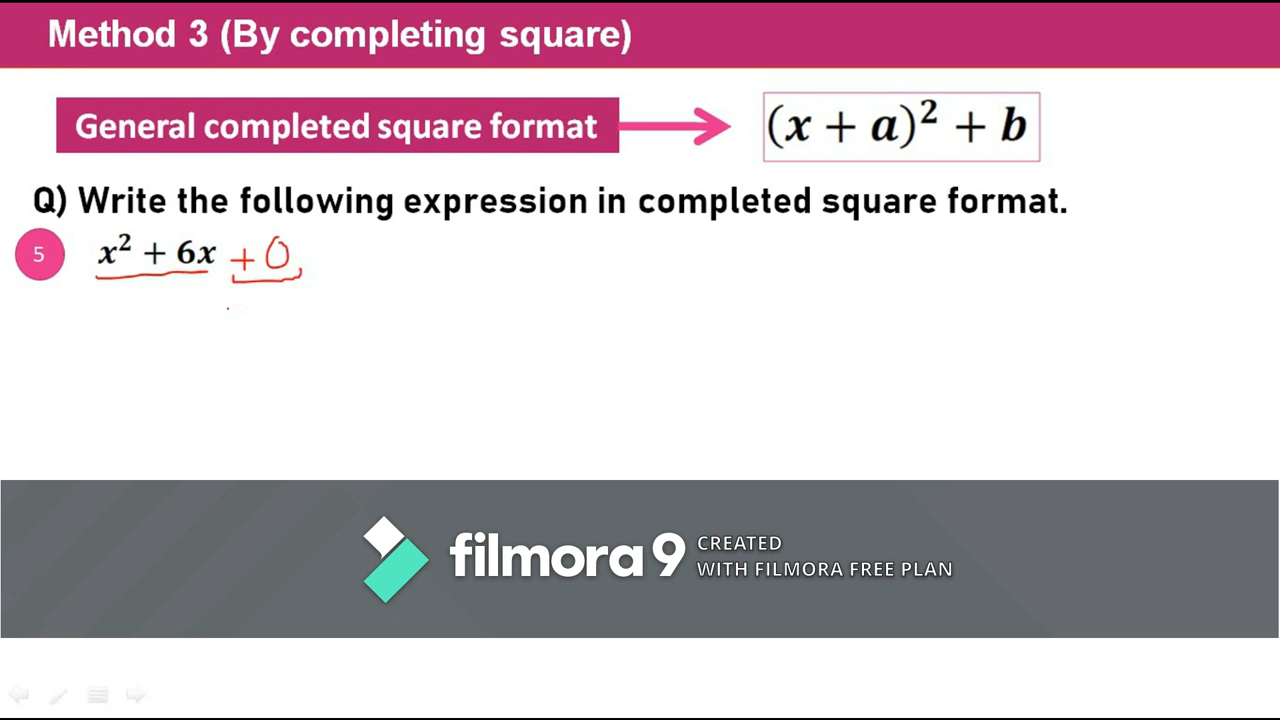 Method 3 (By completing square)
General completed square format
(x + a)² + b
Q) Write the following expression in completed square format.
5 x² + 6x + 0
filmora 9 CREATED
WITH FILMORA FREE PLAN